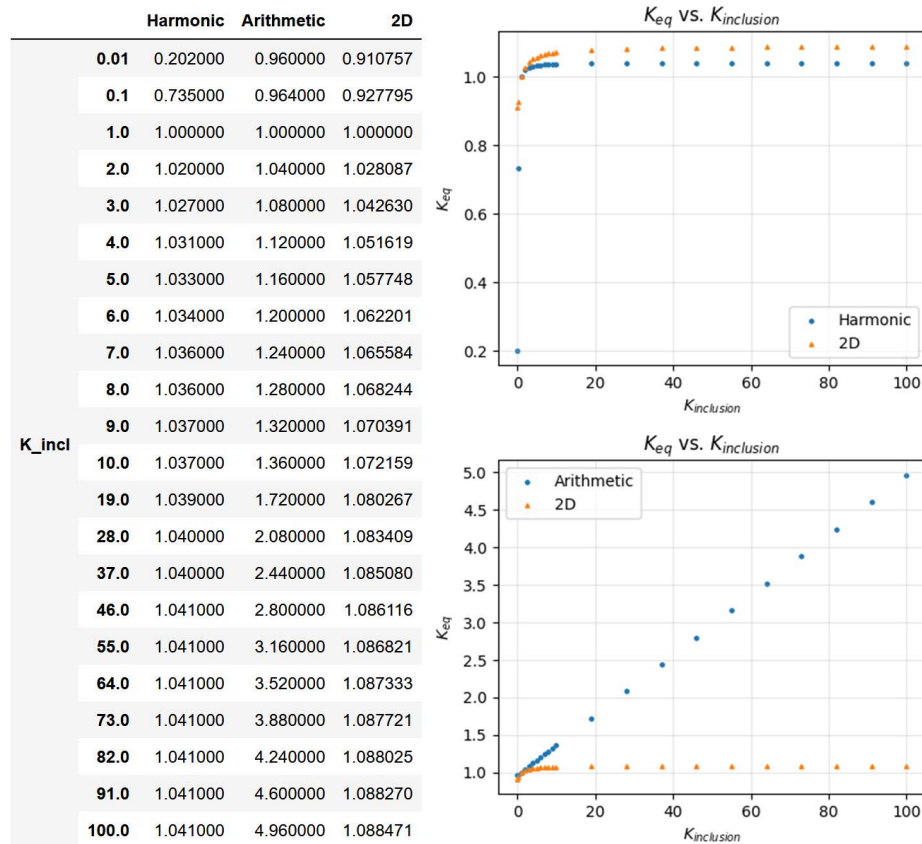 Harmonic Arithmetic 2D
0.01 0.202000 0.960000 0.910757
0.1 0.735000 0.964000 0.927795
1.0 1.000000 1.000000 1.000000
2.0 1.020000 1.040000 1.028087
3.0 1.027000 1.080000 1.042630
4.0 1.031000 1.120000 1.051619
5.0 1.033000 1.160000 1.057748
6.0 1.034000 1.200000 1.062201
7.0 1.036000 1.240000 1.065584
8.0 1.036000 1.280000 1.068244
9.0 1.037000 1.320000 1.070391
K_incl
10.0 1.037000 1.360000 1.072159
19.0 1.039000 1.720000 1.080267
28.0 1.040000 2.080000 1.083409
37.0 1.040000 2.440000 1.085080
46.0 1.041000 2.800000 1.086116
55.0 1.041000 3.160000 1.086821
64.0 1.041000 3.520000 1.087333
73.0 1.041000 3.880000 1.087721
82.0 1.041000 4.240000 1.088025
91.0 1.041000 4.600000 1.088270
100.0 1.041000 4.960000 1.088471
K_eq vs. K_inclusion
K_eq
1.0
0.8
0.6
0.4
0.2
Harmonic
2D
0 20 40 60 80 100
K_inclusion
K_eq vs. K_inclusion
K_eq
5.0
4.5
4.0
3.5
3.0
2.5
2.0
1.5
1.0
Arithmetic
2D
0 20 40 60 80 100
K_inclusion